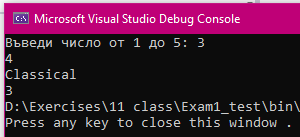 Microsoft Visual Studio Debug Console
Въведи число от 1 до 5: 3
4
Classical
3
D:\Exercises\11 class\Exam1_test\bin\
Press any key to close this window .